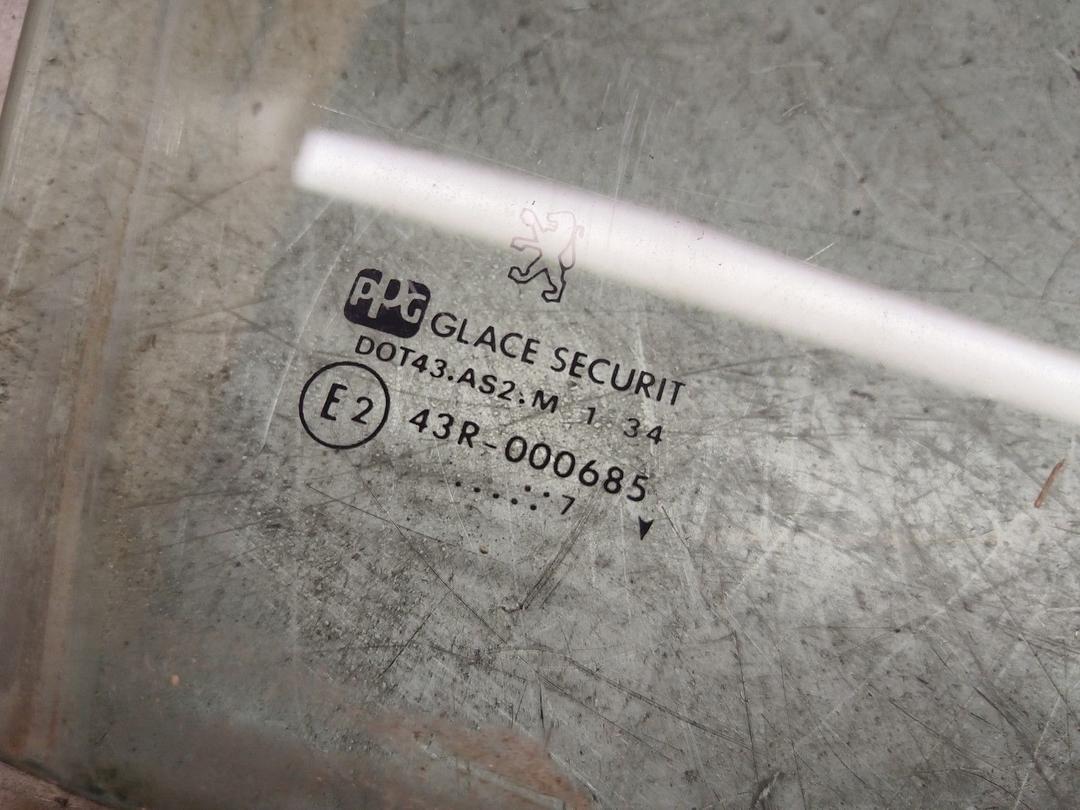 PPG GLACE SECURIT
DOT43.AS2.M 1 34
E2 43R-000685
.......: 7